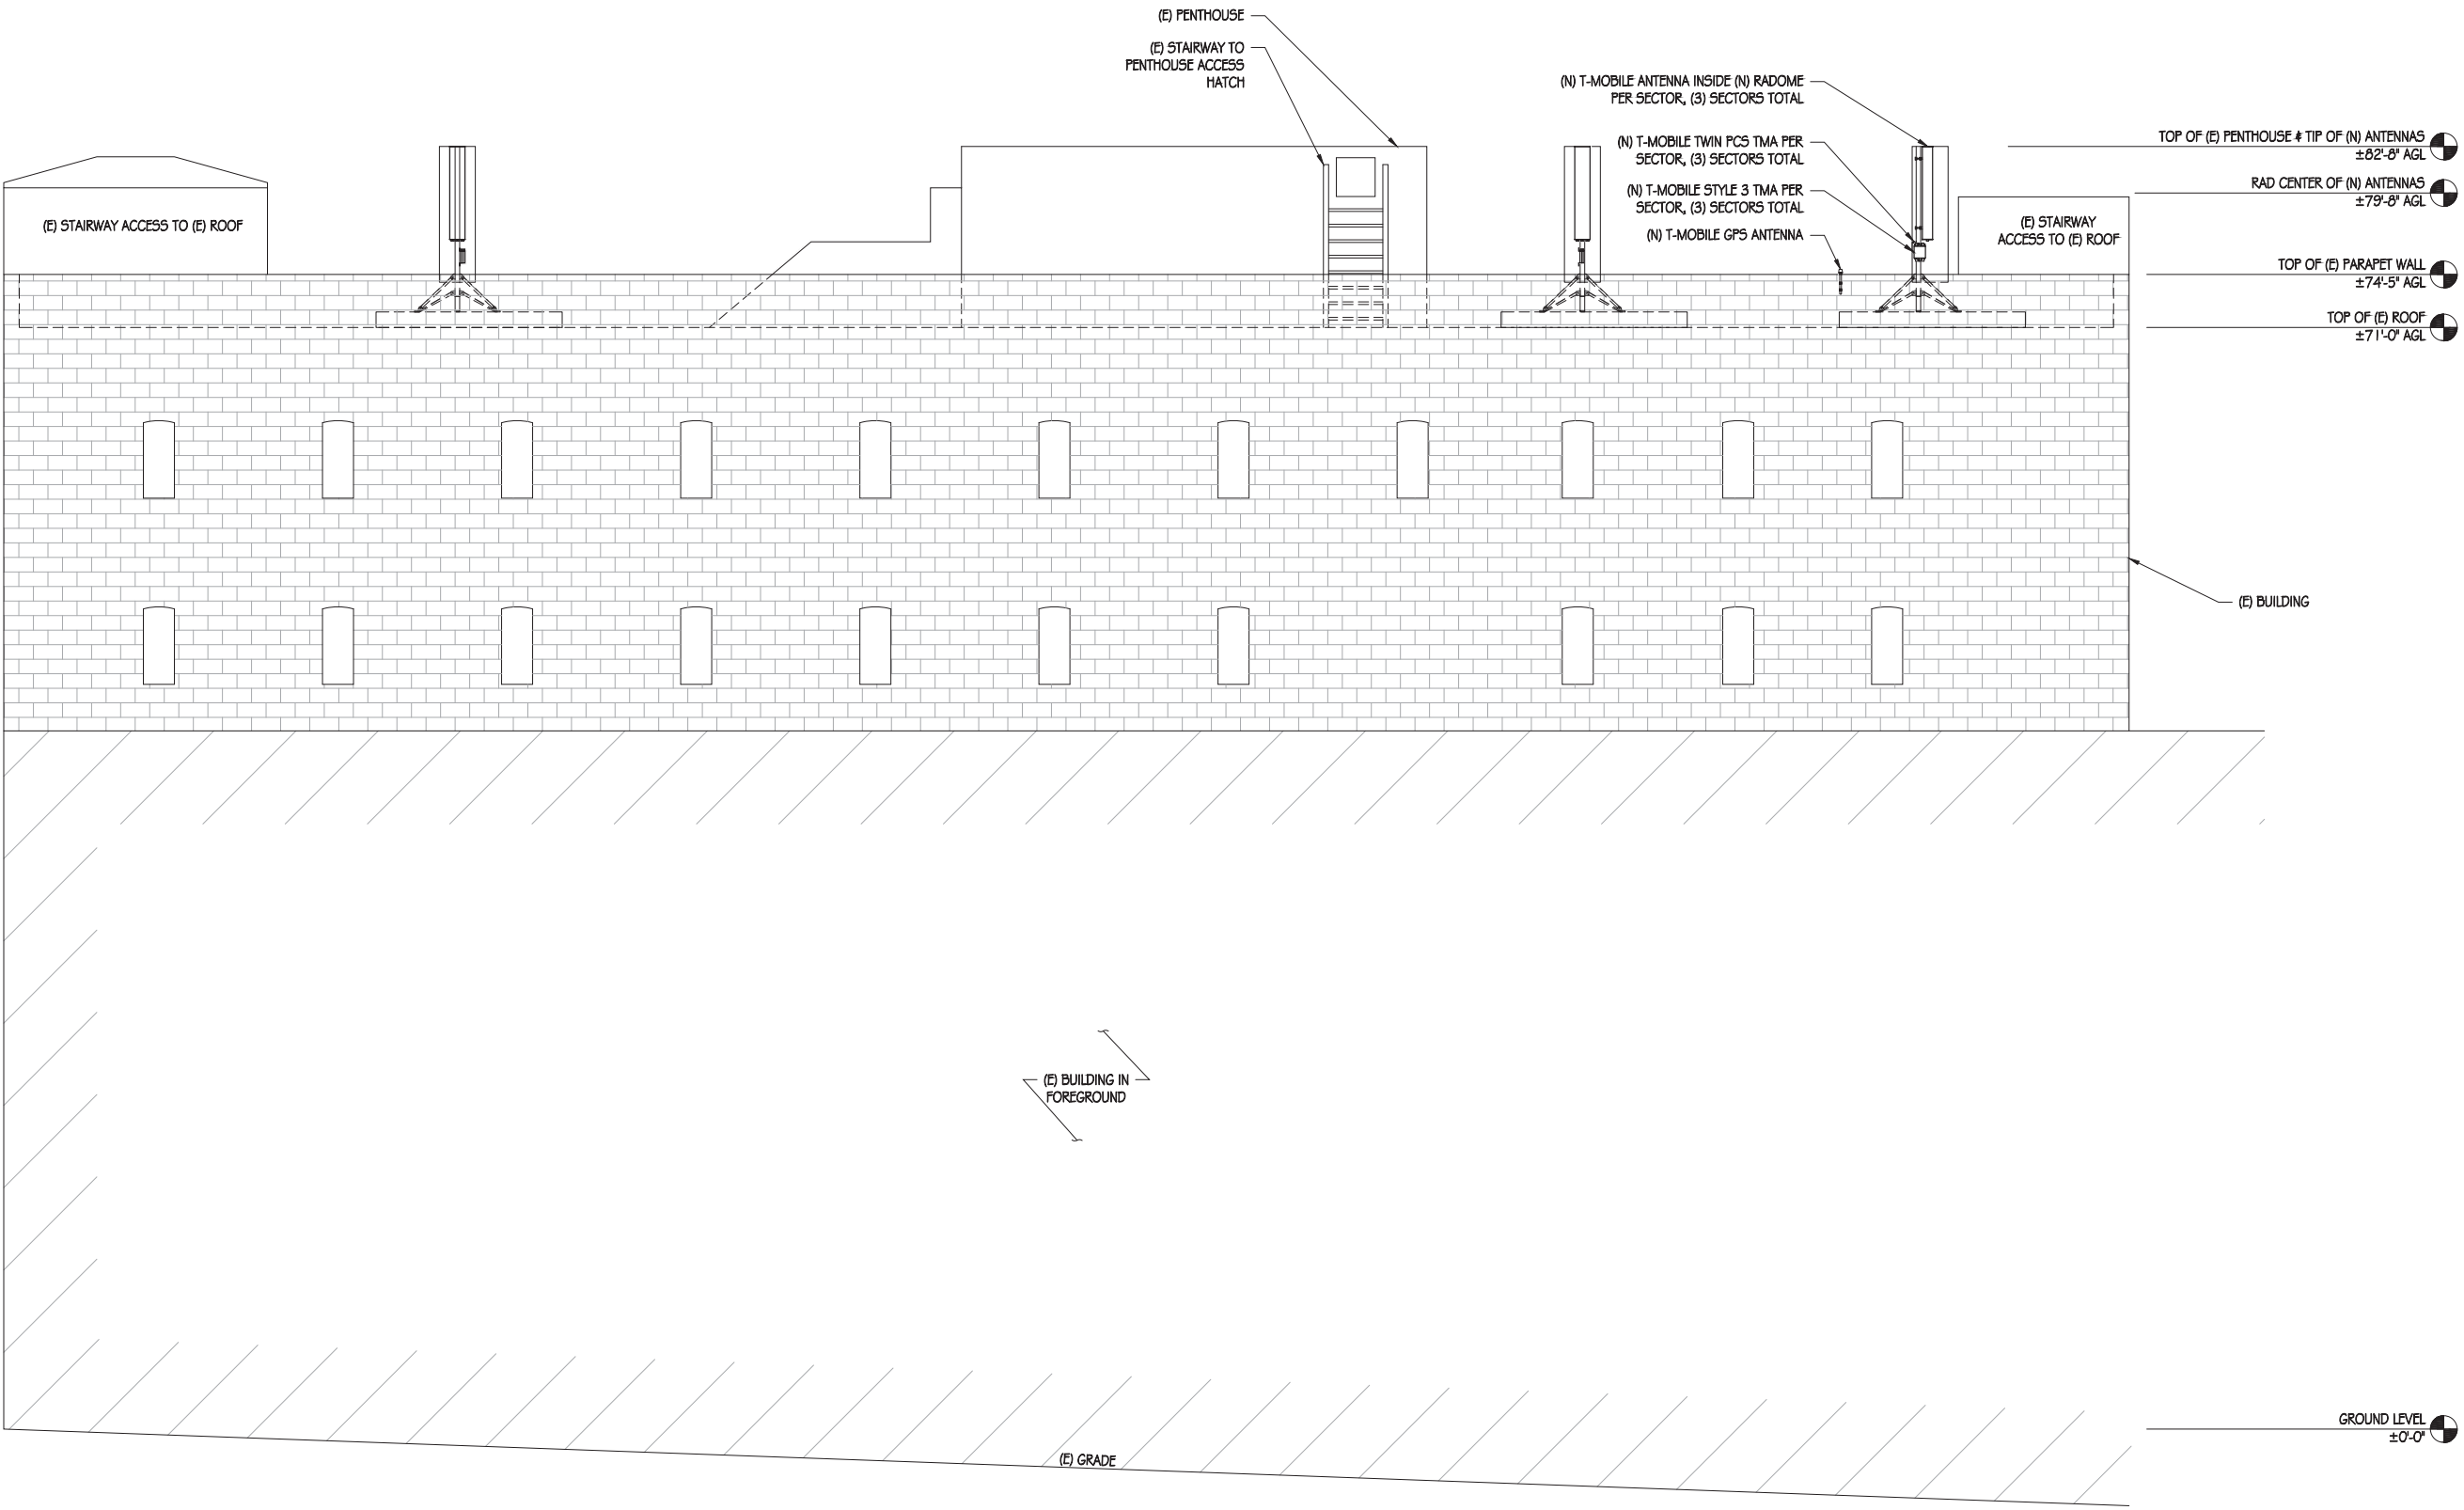 (E) PENTHOUSE
(E) STAIRWAY TO
PENTHOUSE ACCESS
HATCH
(N) T-MOBILE ANTENNA INSIDE (N) RADOME
PER SECTOR, (3) SECTORS TOTAL
(N) T-MOBILE TWIN PCS TMA PER
SECTOR, (3) SECTORS TOTAL
(N) T-MOBILE STYLE 3 TMA PER
SECTOR, (3) SECTORS TOTAL
(N) T-MOBILE GPS ANTENNA
TOP OF (E) PENTHOUSE & TIP OF (N) ANTENNAS
±82'-8" AGL
RAD CENTER OF (N) ANTENNAS
±79'-8" AGL
(E) STAIRWAY ACCESS TO (E) ROOF
(E) STAIRWAY
ACCESS TO (E) ROOF
TOP OF (E) PARAPET WALL
±74'-5" AGL
TOP OF (E) ROOF
±71'-0" AGL
(E) BUILDING
(E) BUILDING IN
FOREGROUND
GROUND LEVEL
±0'-0"
(E) GRADE